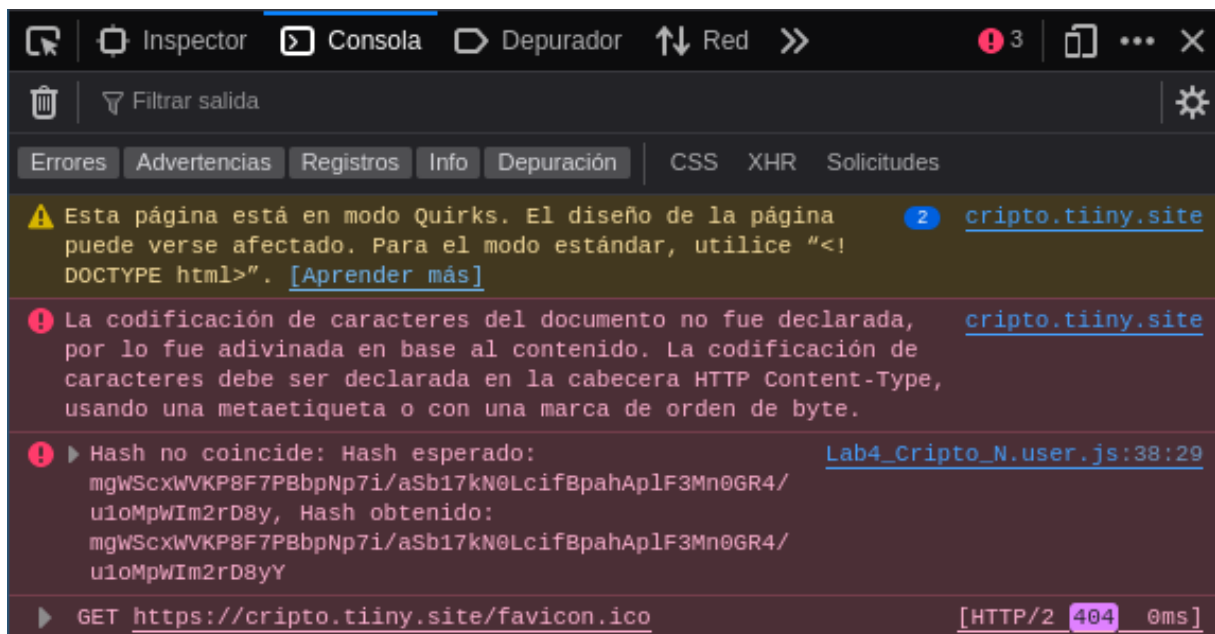 Inspector Consola Depurador Red 3
Filtrar salida
Errores Advertencias Registros Info Depuración CSS XHR Solicitudes
Esta página está en modo Quirks. El diseño de la página 2 cripto.tiiny.site
puede verse afectado. Para el modo estándar, utilice “<!
DOCTYPE html>”. [Aprender más]
La codificación de caracteres del documento no fue declarada, cripto.tiiny.site
por lo fue adivinada en base al contenido. La codificación de
caracteres debe ser declarada en la cabecera HTTP Content-Type,
usando una metaetiqueta o con una marca de orden de byte.
Hash no coincide: Hash esperado: Lab4_Cripto_N.user.js:38:29
mgWScxWVKP8F7PBbpNp7i/aSb17kN0LcifBpahAplF3Mn0GR4/
u1oMpWIm2rD8y, Hash obtenido:
mgWScxWVKP8F7PBbpNp7i/aSb17kN0LcifBpahAplF3Mn0GR4/
u1oMpWIm2rD8yY
GET https://cripto.tiiny.site/favicon.ico [HTTP/2 404 0ms]